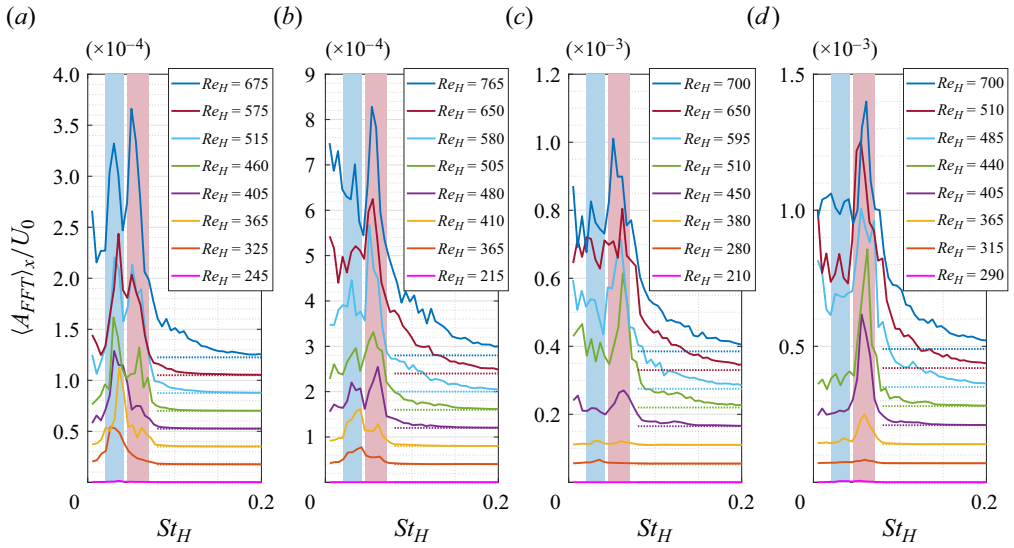 (a)
(×10⁻⁴)
⟨A_FFT⟩ₓ/U₀
4.0
3.5
3.0
2.5
2.0
1.5
1.0
0.5
0
0.2
St_H
Re_H = 675
Re_H = 575
Re_H = 515
Re_H = 460
Re_H = 405
Re_H = 365
Re_H = 325
Re_H = 245
(b)
(×10⁻⁴)
9
8
7
6
5
4
3
2
1
0
0.2
St_H
Re_H = 765
Re_H = 650
Re_H = 580
Re_H = 505
Re_H = 480
Re_H = 410
Re_H = 365
Re_H = 215
(c)
(×10⁻³)
1.2
1.0
0.8
0.6
0.4
0.2
0
0.2
St_H
Re_H = 700
Re_H = 650
Re_H = 595
Re_H = 510
Re_H = 450
Re_H = 380
Re_H = 280
Re_H = 210
(d)
(×10⁻³)
1.5
1.0
0.5
0
0.2
St_H
Re_H = 700
Re_H = 510
Re_H = 485
Re_H = 440
Re_H = 405
Re_H = 365
Re_H = 315
Re_H = 290